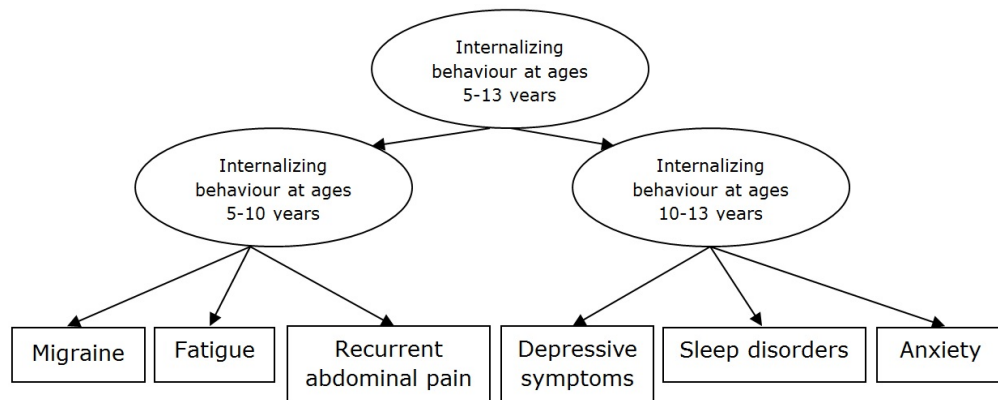 Internalizing
behaviour at ages
5-13 years
Internalizing
behaviour at ages
5-10 years
Internalizing
behaviour at ages
10-13 years
Migraine
Fatigue
Recurrent
abdominal pain
Depressive
symptoms
Sleep disorders
Anxiety